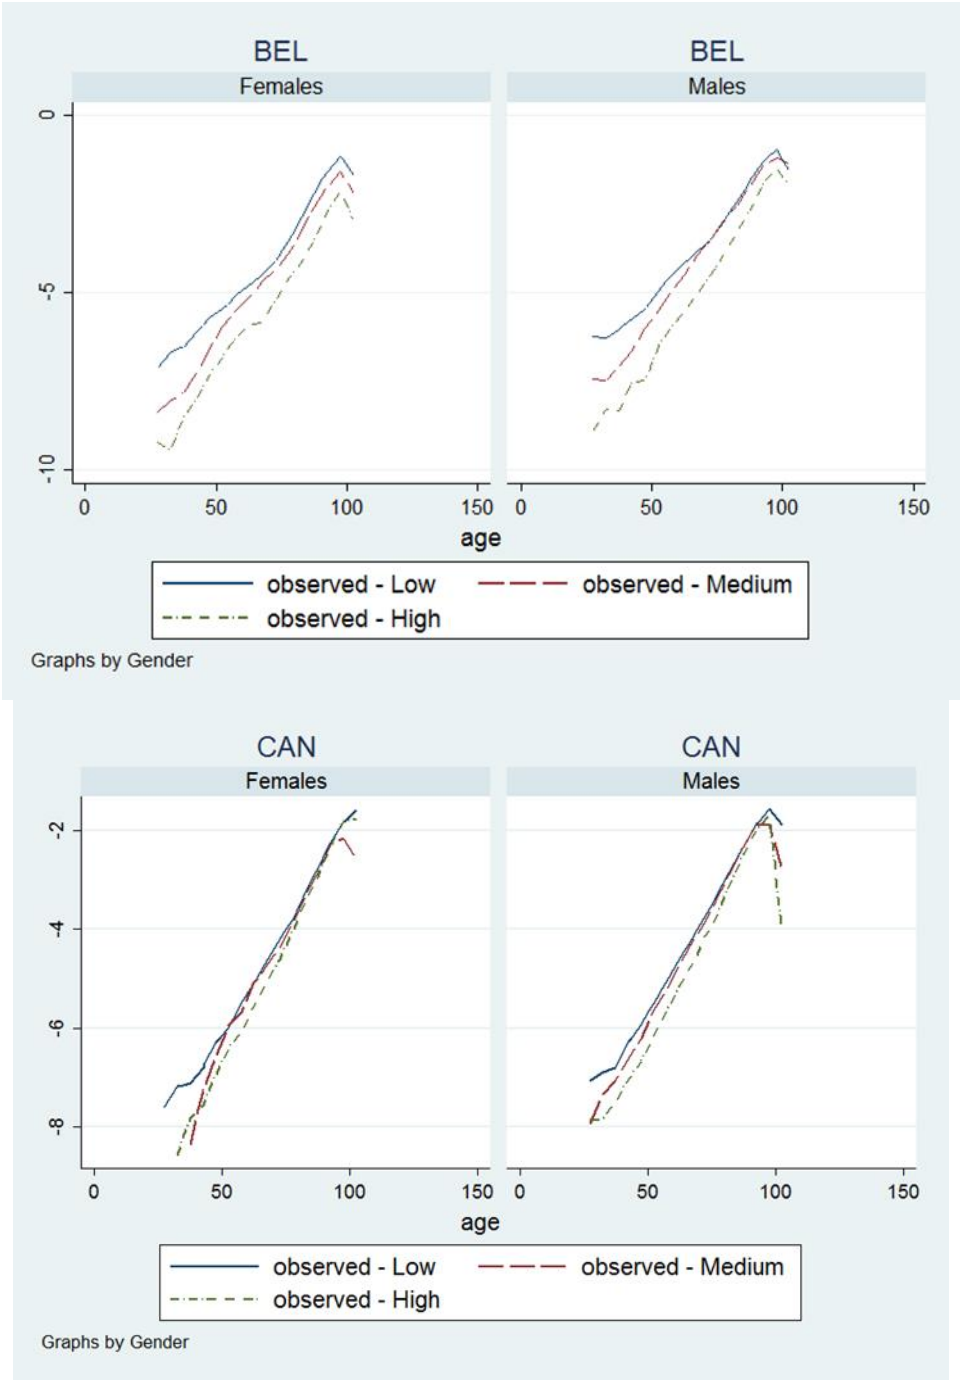 BEL BEL
Females Males
0
-5
-10
0 50 100 150 0 50 100 150
age
observed - Low observed - Medium
observed - High
Graphs by Gender
CAN CAN
Females Males
-2
-4
-6
-8
0 50 100 150 0 50 100 150
age
observed - Low observed - Medium
observed - High
Graphs by Gender